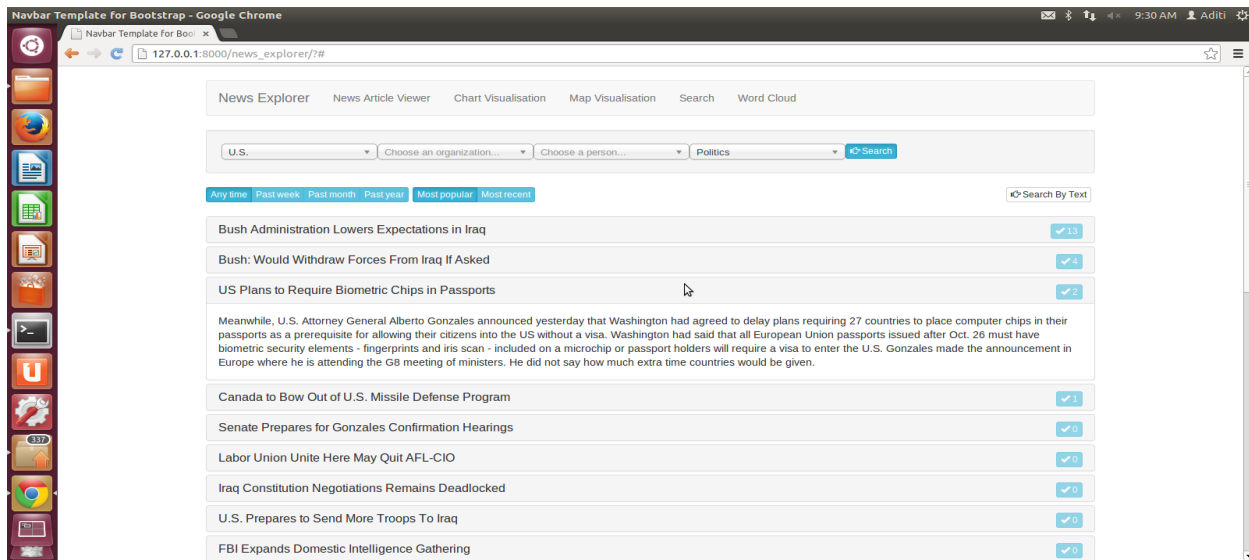 Navbar Template for Bootstrap - Google Chrome
9:30 AM Aditi
Navbar Template for Boo
127.0.0.1:8000/news_explorer/?#
News Explorer News Article Viewer Chart Visualisation Map Visualisation Search Word Cloud
U.S. Choose an organization... Choose a person... Politics Search
Any time Past week Past month Past year Most popular Most recent Search By Text
Bush Administration Lowers Expectations in Iraq 13
Bush: Would Withdraw Forces From Iraq If Asked 4
US Plans to Require Biometric Chips in Passports 2
Meanwhile, U.S. Attorney General Alberto Gonzales announced yesterday that Washington had agreed to delay plans requiring 27 countries to place computer chips in their
passports as a prerequisite for allowing their citizens into the US without a visa. Washington had said that all European Union passports issued after Oct. 26 must have
biometric security elements - fingerprints and iris scan - included on a microchip or passport holders will require a visa to enter the U.S. Gonzales made the announcement in
Europe where he is attending the G8 meeting of ministers. He did not say how much extra time countries would be given.
Canada to Bow Out of U.S. Missile Defense Program 1
Senate Prepares for Gonzales Confirmation Hearings 0
Labor Union Unite Here May Quit AFL-CIO 0
337
Iraq Constitution Negotiations Remains Deadlocked 0
U.S. Prepares to Send More Troops To Iraq 0
FBI Expands Domestic Intelligence Gathering 0